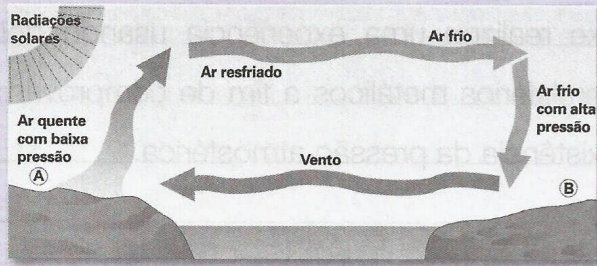 Radiações
solares
Ar frio
Ar resfriado
Ar quente
com baixa
pressão
A
Ar frio
com alta
pressão
B
Vento